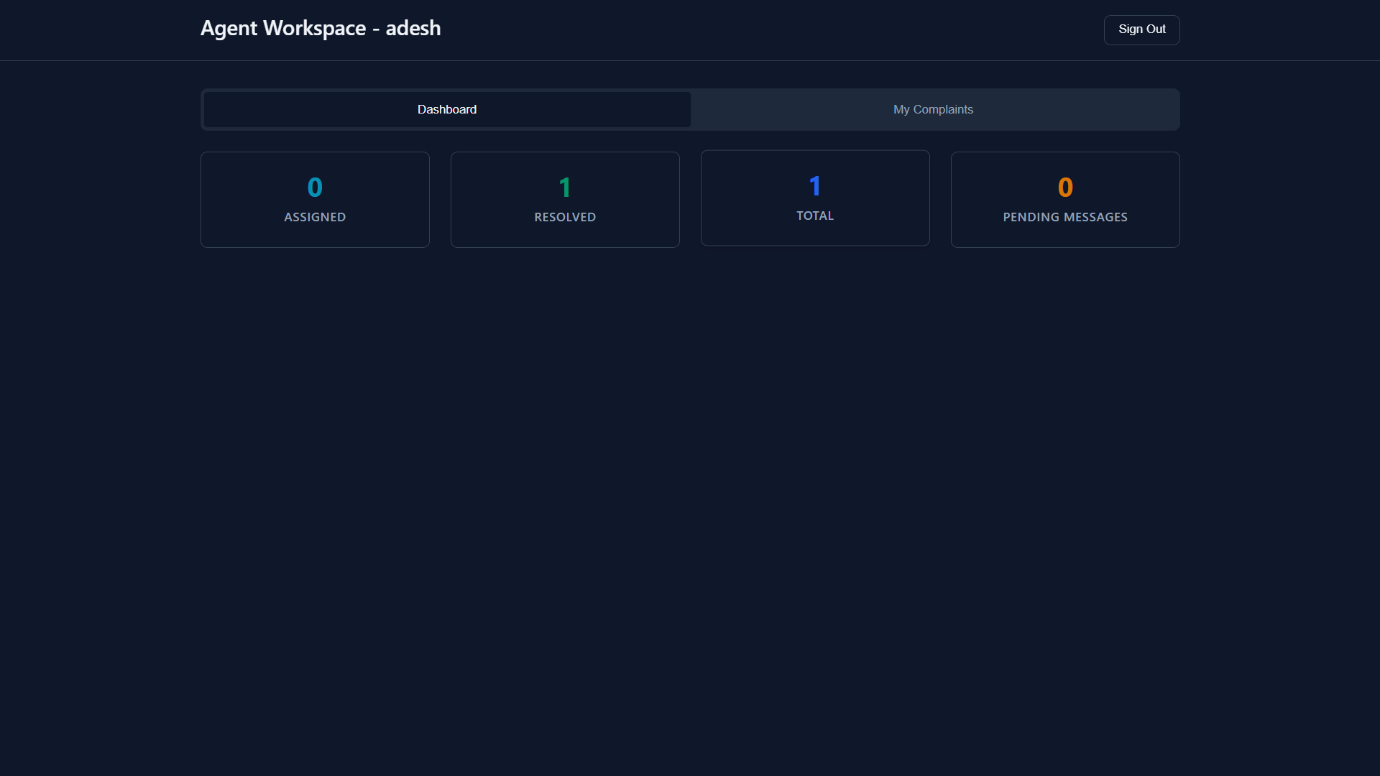 Agent Workspace - adesh
Sign Out
Dashboard
My Complaints
0
ASSIGNED
1
RESOLVED
1
TOTAL
0
PENDING MESSAGES